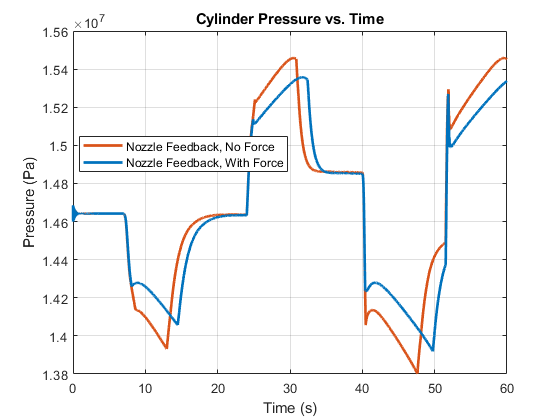 Cylinder Pressure vs. Time
×10⁷
1.56
1.54
1.52
1.5
1.48
1.46
1.44
1.42
1.4
1.38
Pressure (Pa)
Nozzle Feedback, No Force
Nozzle Feedback, With Force
0 10 20 30 40 50 60
Time (s)